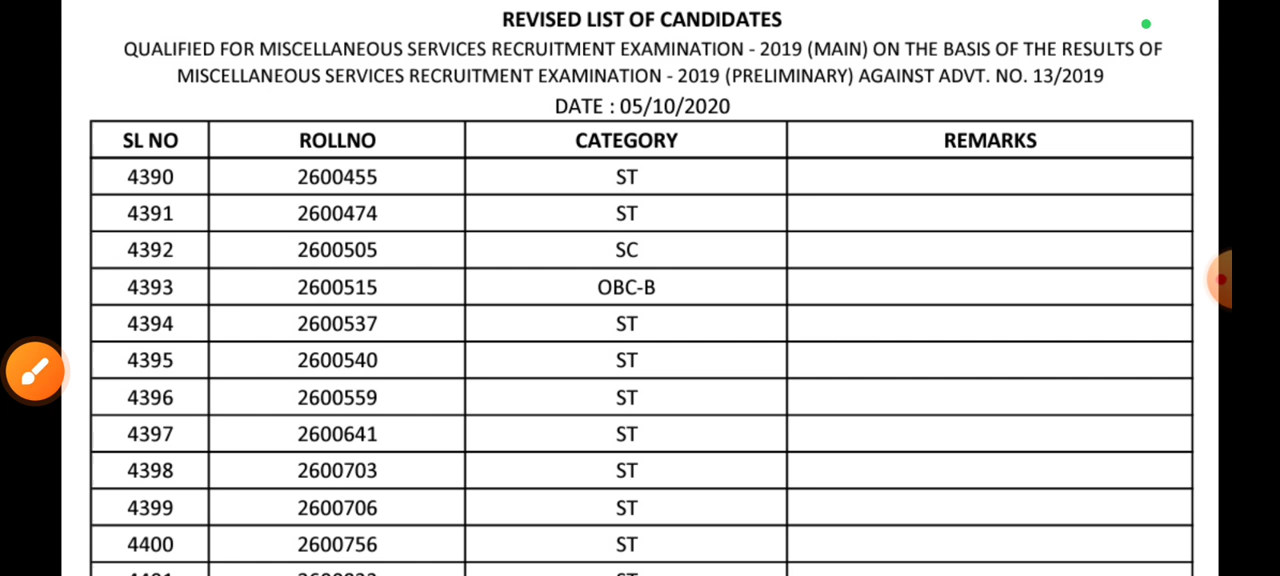 REVISED LIST OF CANDIDATES
QUALIFIED FOR MISCELLANEOUS SERVICES RECRUITMENT EXAMINATION - 2019 (MAIN) ON THE BASIS OF THE RESULTS OF
MISCELLANEOUS SERVICES RECRUITMENT EXAMINATION - 2019 (PRELIMINARY) AGAINST ADVT. NO. 13/2019
DATE : 05/10/2020
SL NO ROLLNO CATEGORY REMARKS
4390 2600455 ST
4391 2600474 ST
4392 2600505 SC
4393 2600515 OBC-B
4394 2600537 ST
4395 2600540 ST
4396 2600559 ST
4397 2600641 ST
4398 2600703 ST
4399 2600706 ST
4400 2600756 ST